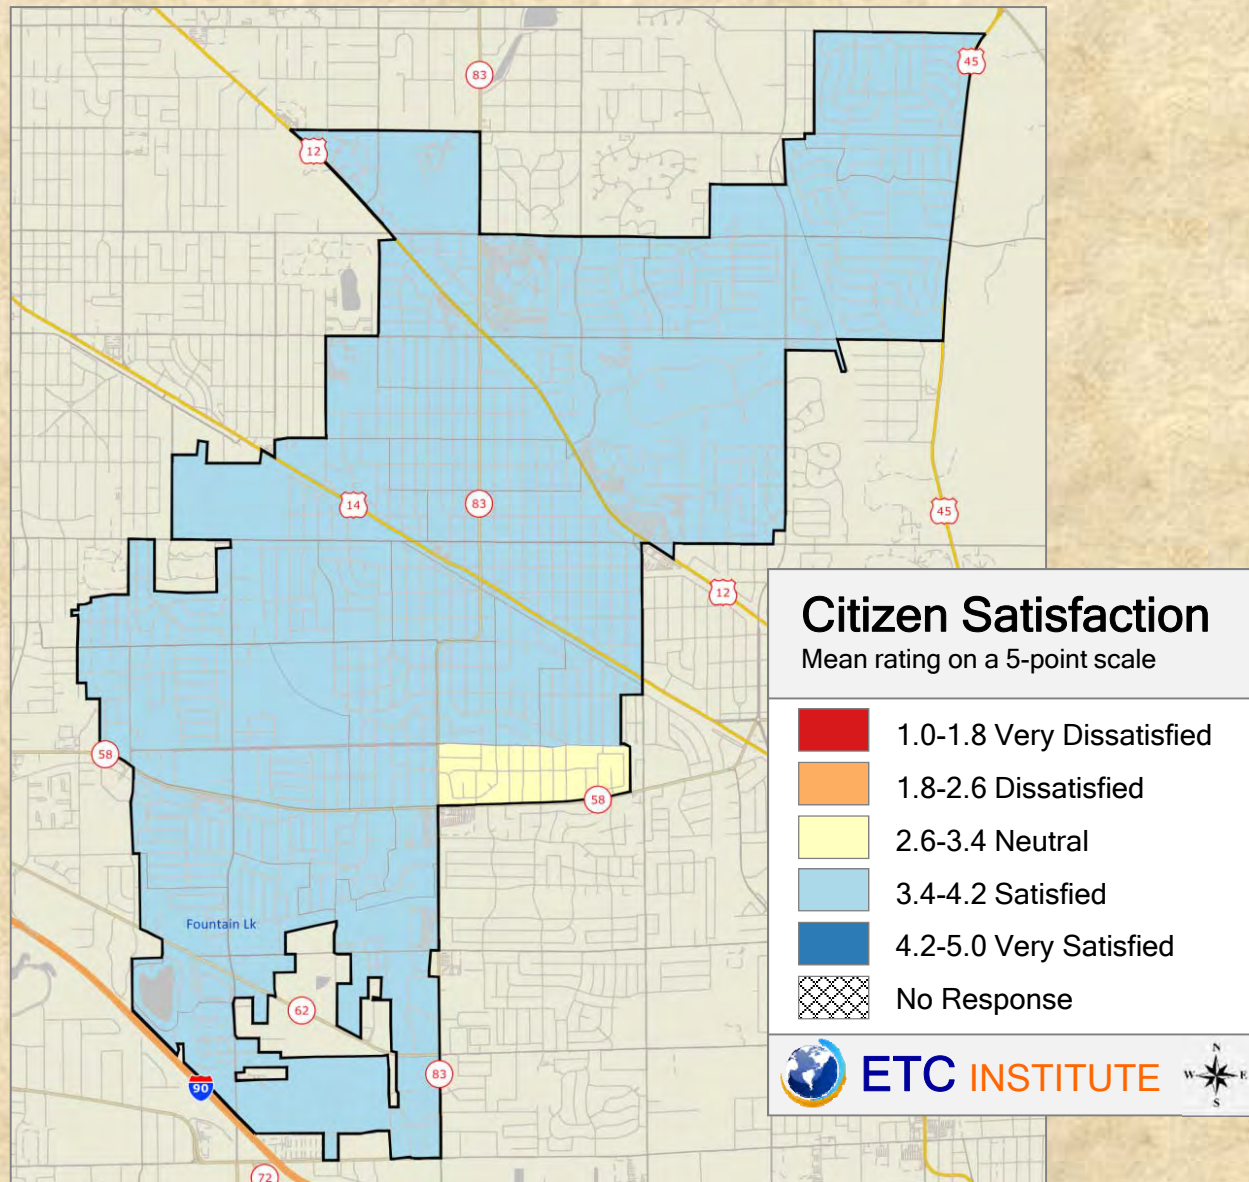 83
45
12
14
83
45
12
Citizen Satisfaction
Mean rating on a 5-point scale
1.0-1.8 Very Dissatisfied
1.8-2.6 Dissatisfied
2.6-3.4 Neutral
3.4-4.2 Satisfied
4.2-5.0 Very Satisfied
No Response
58
58
Fountain Lk
62
83
90
72
ETC INSTITUTE
N
W E
S